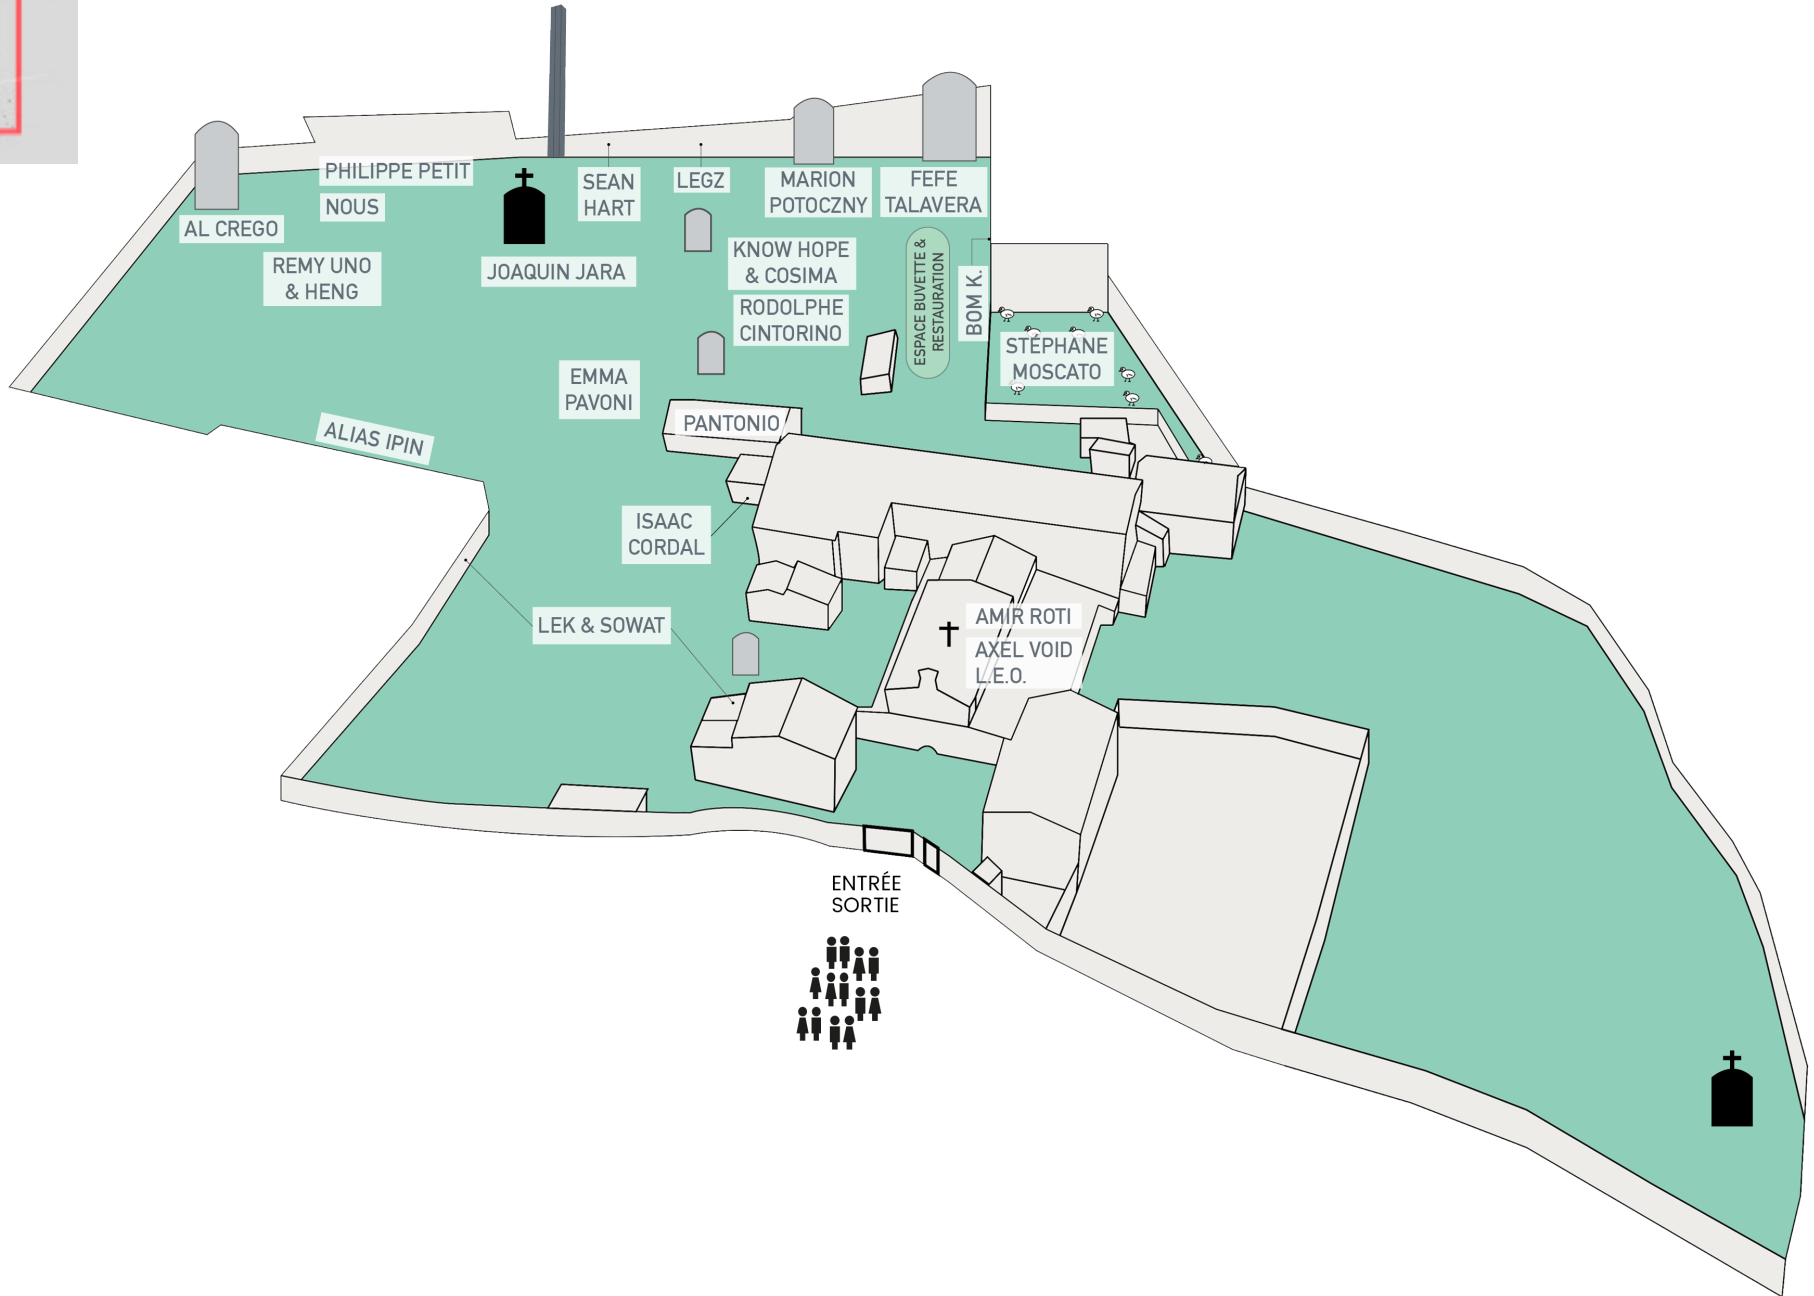 PHILIPPE PETIT
NOUS
AL CREGO
REMY UNO
& HENG
JOAQUIN JARA
SEAN
HART
LEGZ
MARION
POTOCZNY
FEFE
TALAVERA
KNOW HOPE
& COSIMA
RODOLPHE
CINTORINO
ESPACE BUVETTE &
RESTAURATION
BOM K.
STÉPHANE
MOSCATO
EMMA
PAVONI
PANTONIO
ALIAS IPIN
ISAAC
CORDAL
LEK & SOWAT
AMIR ROTI
AXEL VOID
L.E.O.
ENTRÉE
SORTIE